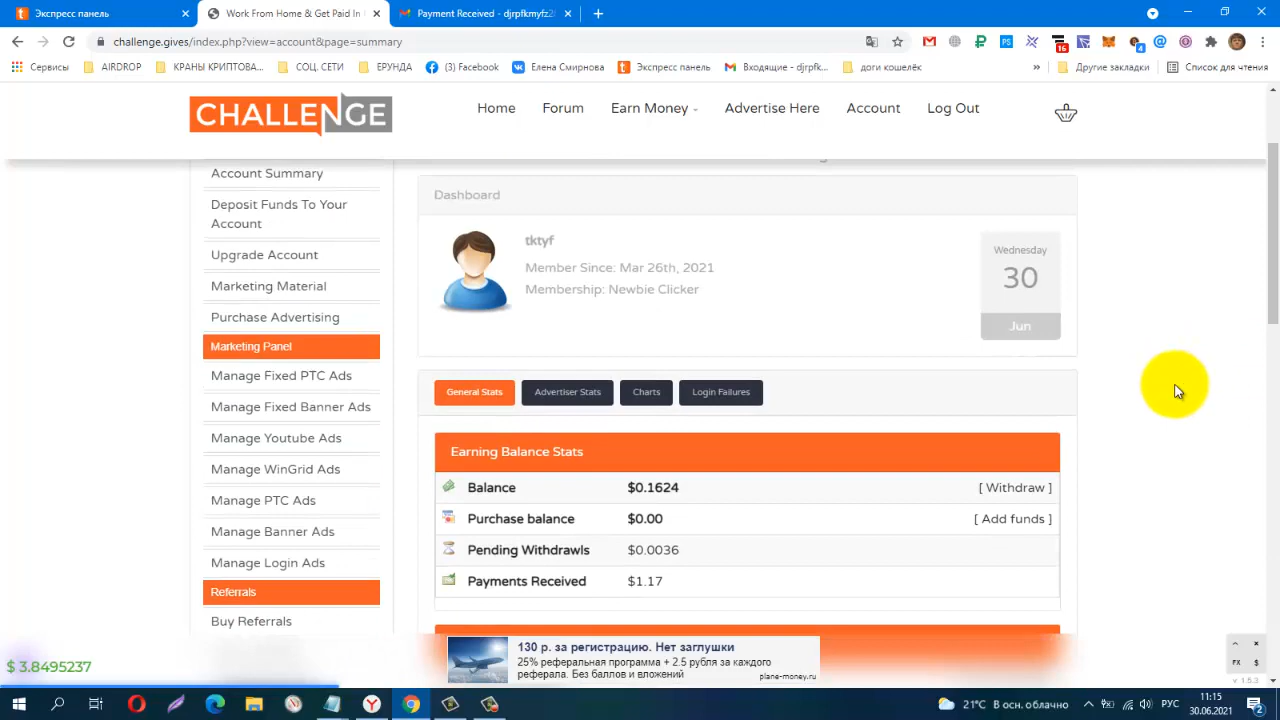 Экспресс панель
Work From Home & Get Paid In
Payment Received - djrpfkmyfz2
challenge.gives/index.php?view=account&page=summary
16
4
Сервисы
AIRDROP
КРАНЫ КРИПТОВА...
СОЦ. СЕТИ
ЕРУНДА
(3) Facebook
Елена Смирнова
Экспресс панель
Входящие - djrpfk...
доги кошелёк
»
Другие закладки
Список для чтения
CHALLENGE
Home
Forum
Earn Money
Advertise Here
Account
Log Out
Account Summary
Deposit Funds To Your
Account
Upgrade Account
Marketing Material
Purchase Advertising
Marketing Panel
Manage Fixed PTC Ads
Manage Fixed Banner Ads
Manage Youtube Ads
Manage WinGrid Ads
Manage PTC Ads
Manage Banner Ads
Manage Login Ads
Referrals
Buy Referrals
Dashboard
tktyf
Member Since: Mar 26th, 2021
Membership: Newbie Clicker
Wednesday
30
Jun
General Stats
Advertiser Stats
Charts
Login Failures
Earning Balance Stats
Balance $0.1624 [ Withdraw ]
Purchase balance $0.00 [ Add funds ]
Pending Withdrawls $0.0036
Payments Received $1.17
130 р. за регистрацию. Нет заглушки
25% реферальная программа + 2.5 рубля за каждого
реферала. Без баллов и вложений
plane-money.ru
$ 3.8495237
FX $
v 1.5.2
21°C В осн. облачно
РУС
11:15
30.06.2021
2